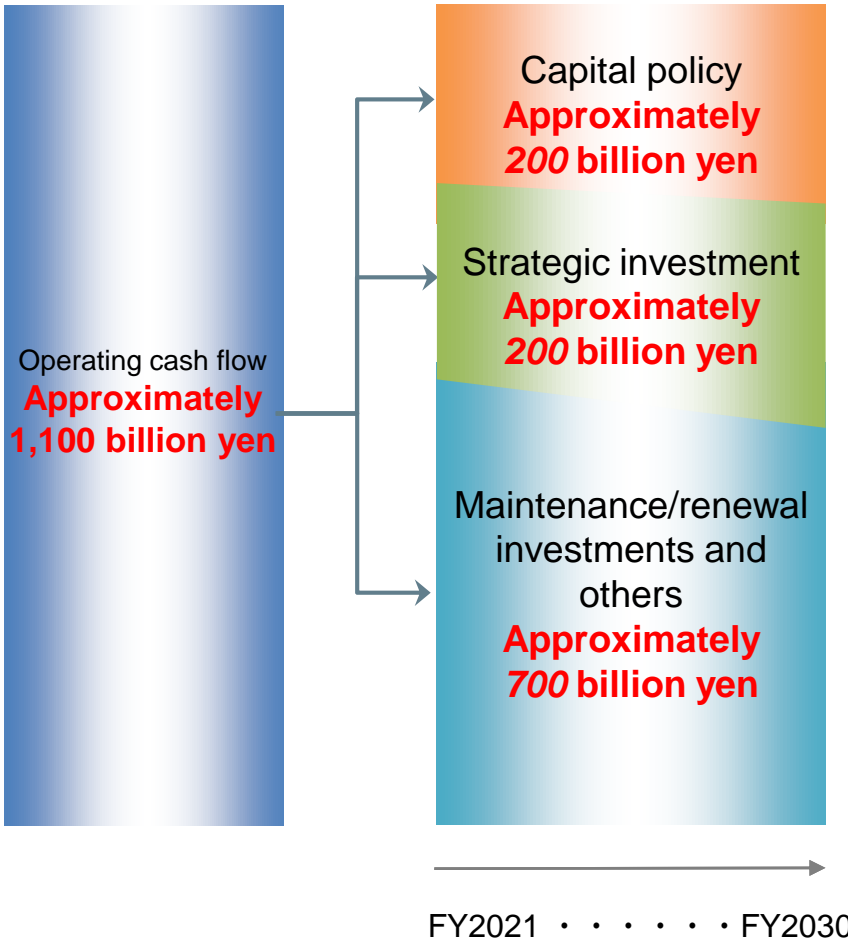 Operating cash flow
Approximately
1,100 billion yen
Capital policy
Approximately
200 billion yen
Strategic investment
Approximately
200 billion yen
Maintenance/renewal
investments and
others
Approximately
700 billion yen
FY2021 ・・・・・・FY2030